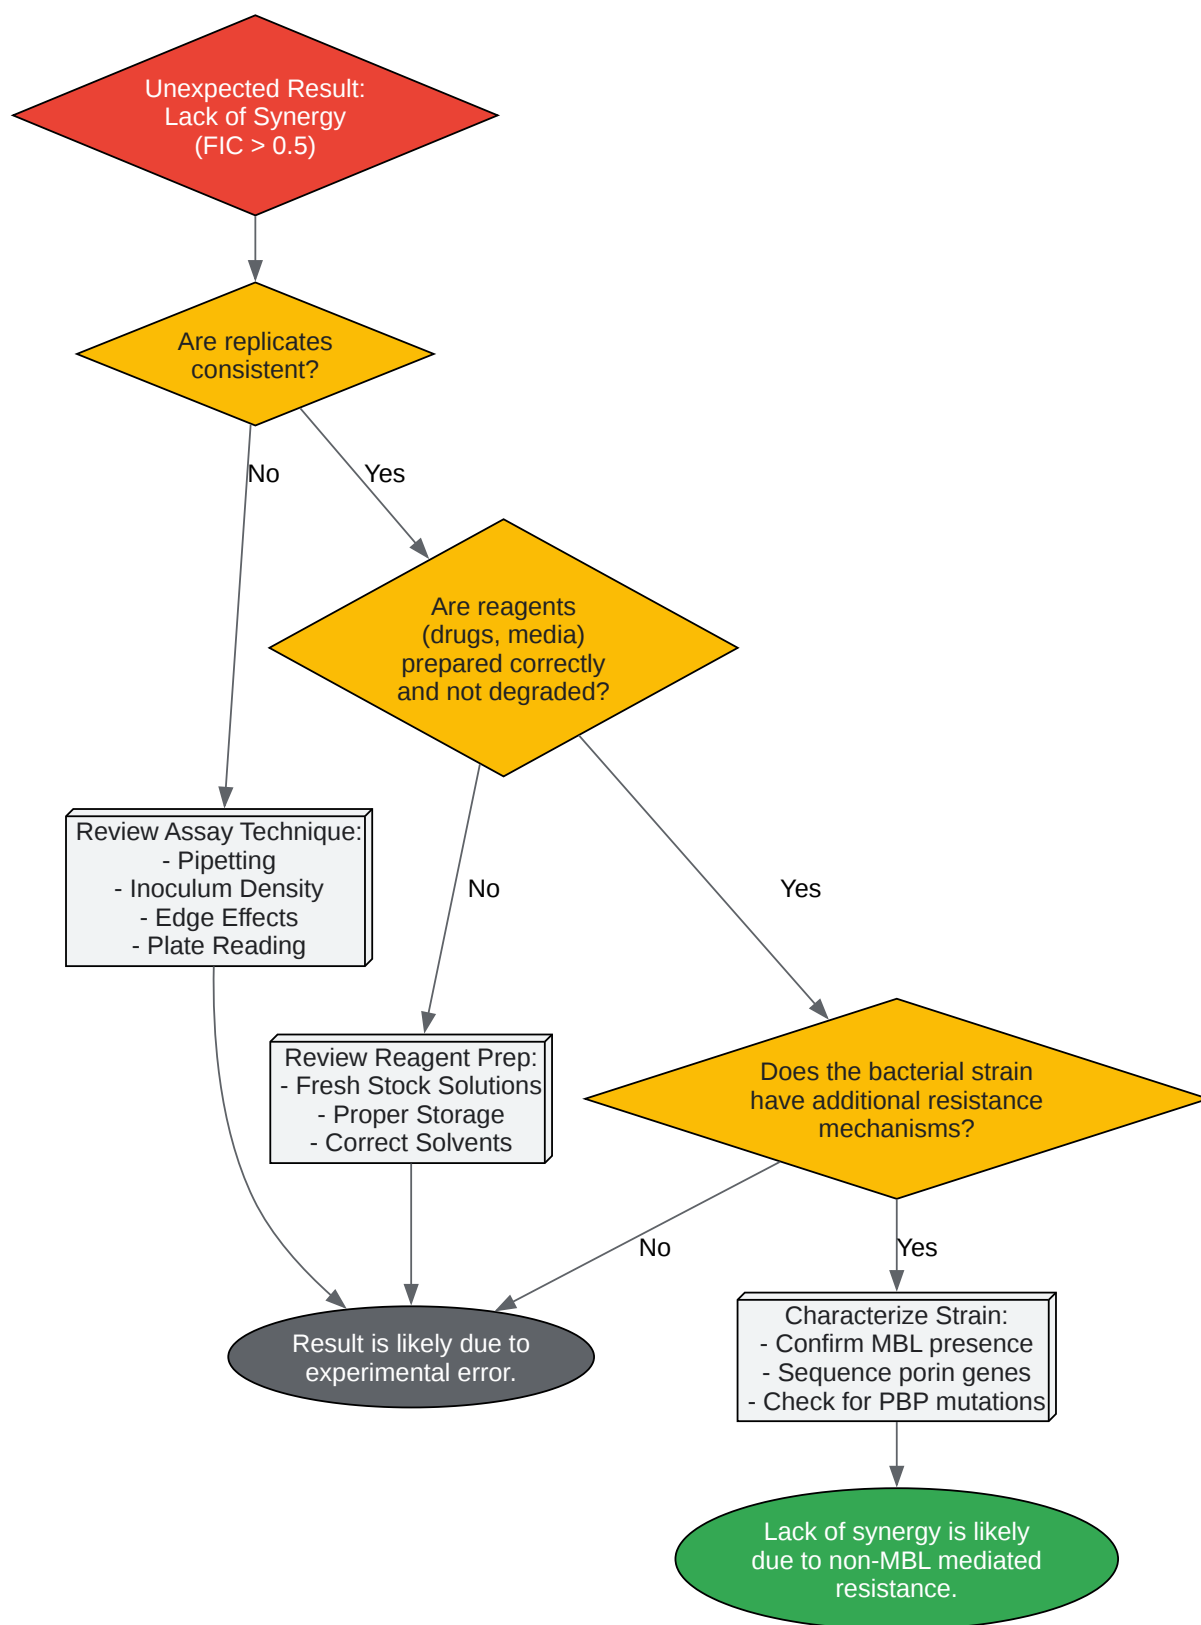 Unexpected Result:
Lack of Synergy
(FIC > 0.5)
Are replicates
consistent?
No
Yes
Are reagents
(drugs, media)
prepared correctly
and not degraded?
Review Assay Technique:
- Pipetting
- Inoculum Density
- Edge Effects
- Plate Reading
No
Yes
Review Reagent Prep:
- Fresh Stock Solutions
- Proper Storage
- Correct Solvents
Does the bacterial strain
have additional resistance
mechanisms?
No
Yes
Result is likely due to
experimental error.
Characterize Strain:
- Confirm MBL presence
- Sequence porin genes
- Check for PBP mutations
Lack of synergy is likely
due to non-MBL mediated
resistance.